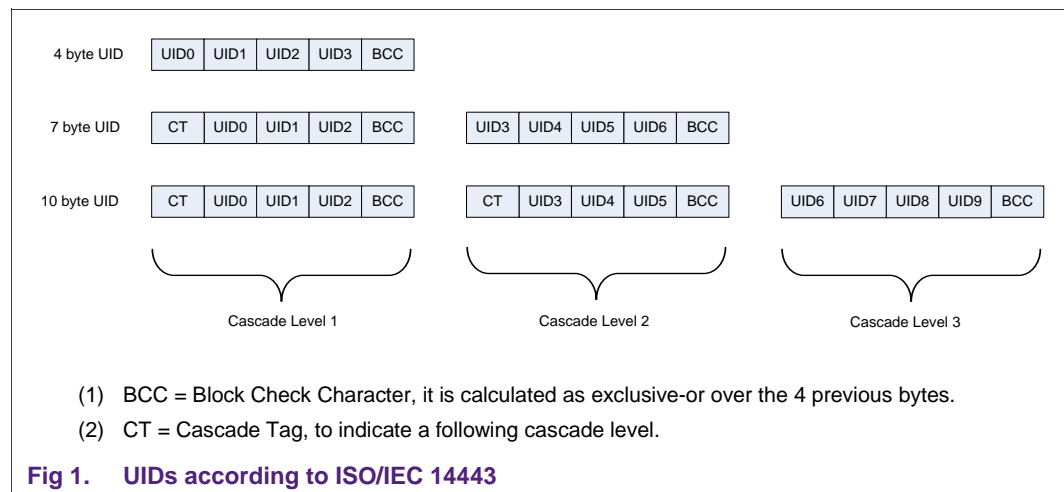 4 byte UID UID0 UID1 UID2 UID3 BCC
7 byte UID CT UID0 UID1 UID2 BCC UID3 UID4 UID5 UID6 BCC
10 byte UID CT UID0 UID1 UID2 BCC CT UID3 UID4 UID5 BCC UID6 UID7 UID8 UID9 BCC
Cascade Level 1 Cascade Level 2 Cascade Level 3
(1) BCC = Block Check Character, it is calculated as exclusive-or over the 4 previous bytes.
(2) CT = Cascade Tag, to indicate a following cascade level.
Fig 1. UIDs according to ISO/IEC 14443